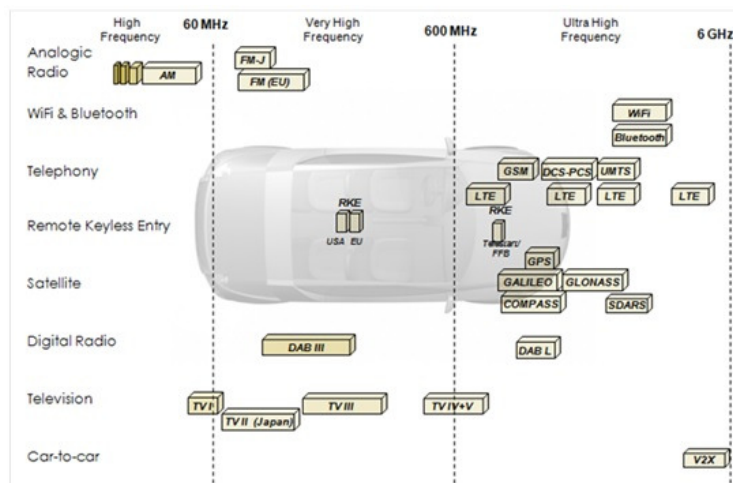 High Frequency
60 MHz
Very High Frequency
600 MHz
Ultra High Frequency
6 GHz
Analogic Radio
AM
FM-J
FM (EU)
WiFi & Bluetooth
WiFi
Bluetooth
Telephony
GSM
DCS-PCS
UMTS
LTE
LTE
LTE
LTE
Remote Keyless Entry
RKE
USA
EU
RKE
FFB
GPS
Satellite
GALILEO
GLONASS
COMPASS
SDARS
Digital Radio
DAB III
DAB L
Television
TV I
TV II (Japan)
TV III
TV IV+V
Car-to-car
V2X